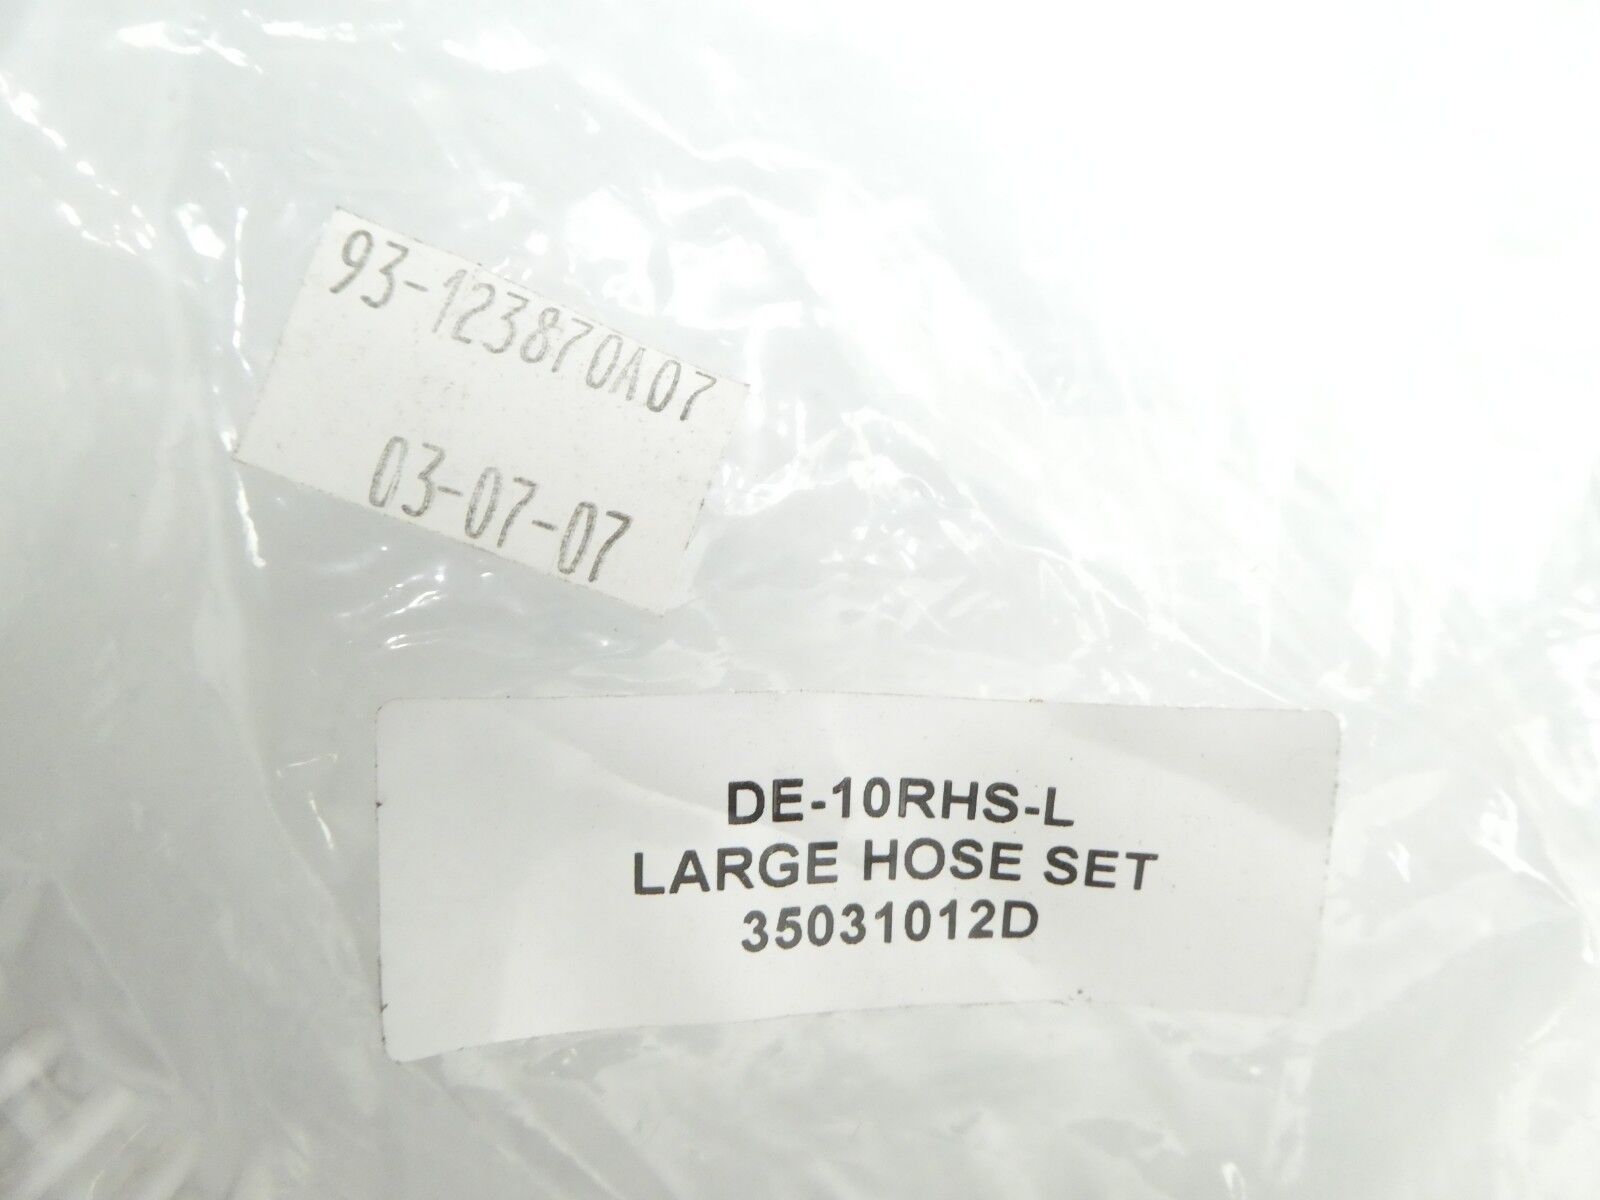 93-123870A07
03-07-07
DE-10RHS-L
LARGE HOSE SET
35031012D